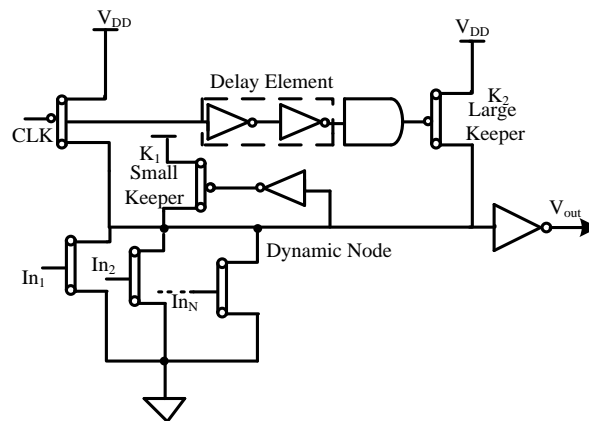 V_DD
V_DD
Delay Element
CLK
K_1
Small
Keeper
K_2
Large
Keeper
V_out
Dynamic Node
In_1
In_2
In_N